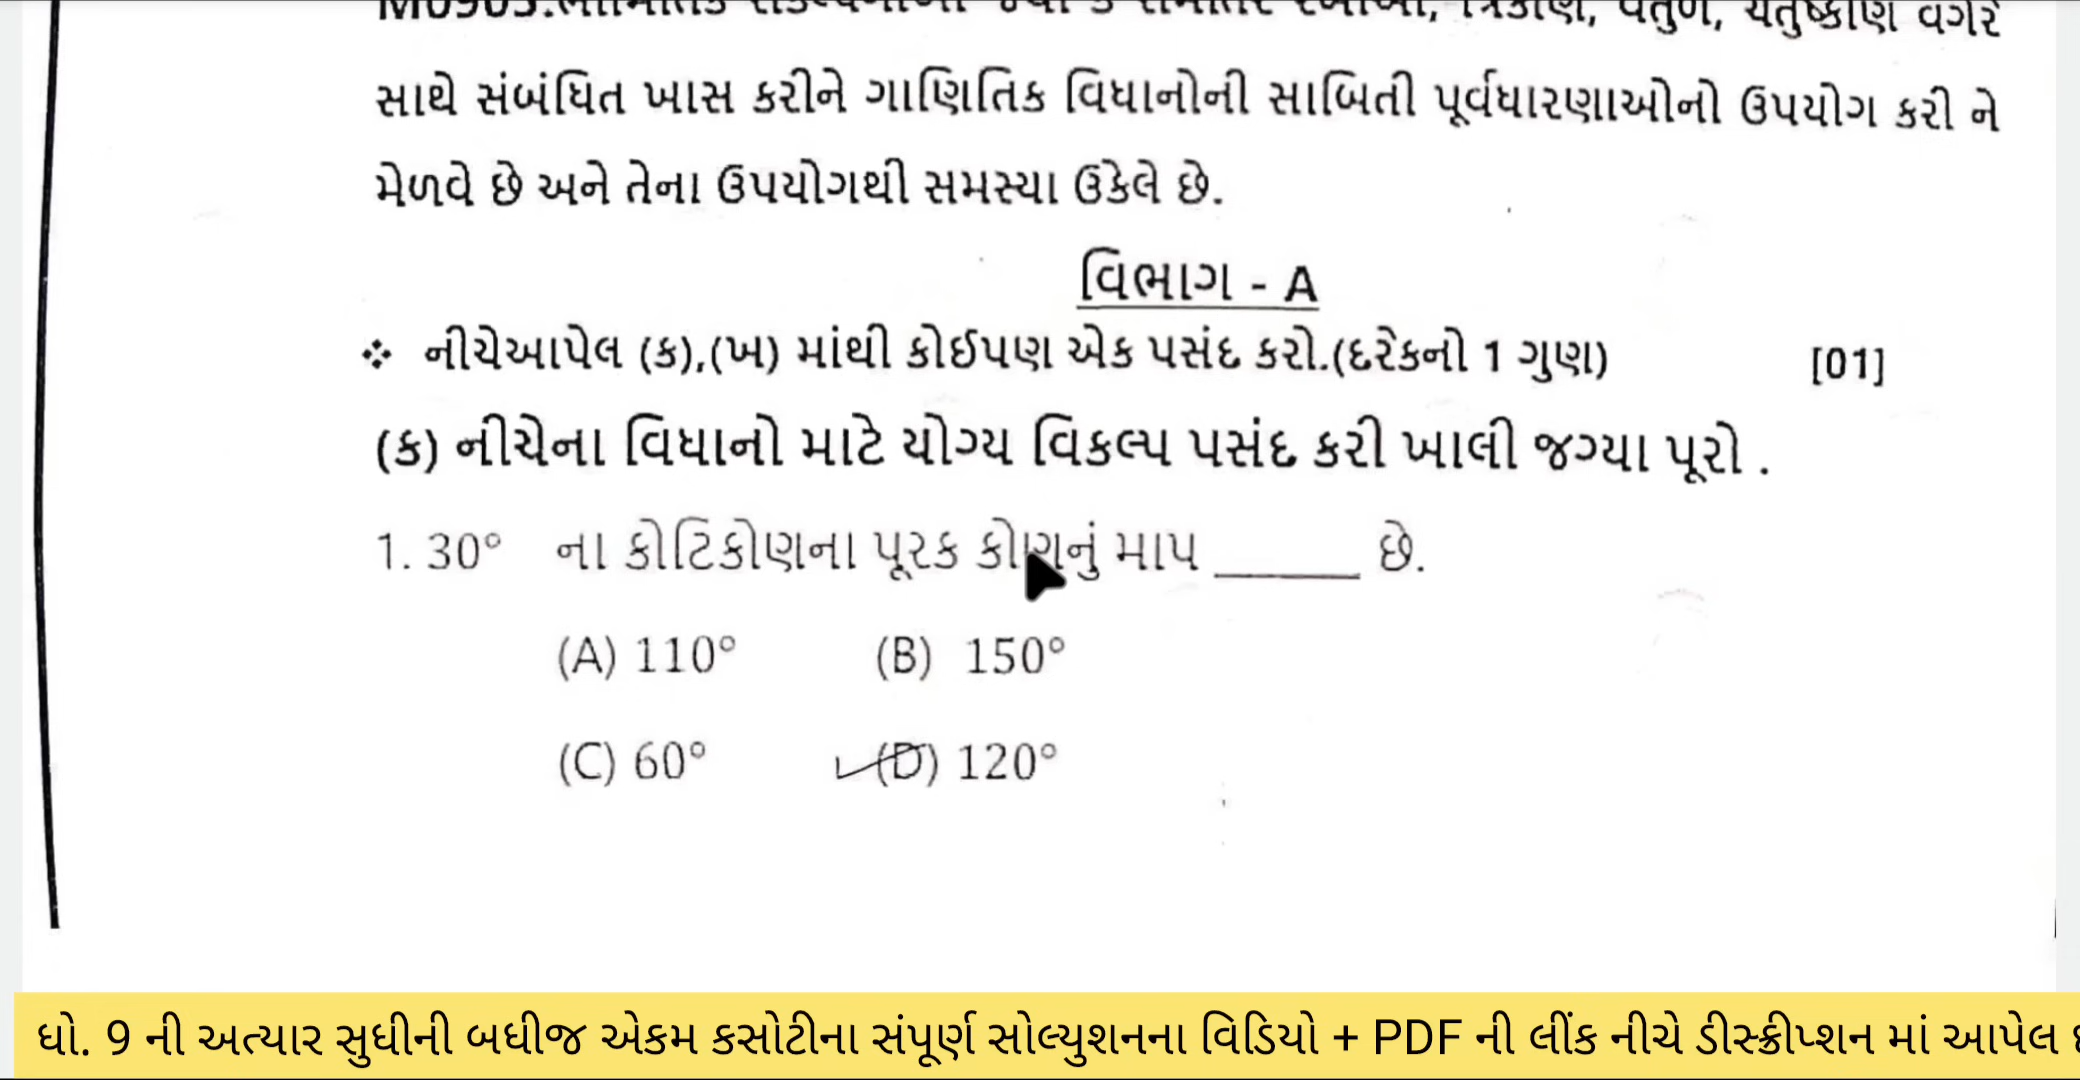 સાથે સંબંધિત ખાસ કરીને ગાણિતિક વિધાનોની સાબિતી પૂર્વધારણાઓનો ઉપયોગ કરી ને
મેળવે છે અને તેના ઉપયોગથી સમસ્યા ઉકેલે છે.
વિભાગ - A
❖ નીચેઆપેલ (ક),(ખ) માંથી કોઈપણ એક પસંદ કરો.(દરેકનો 1 ગુણ) [01]
(ક) નીચેના વિધાનો માટે યોગ્ય વિકલ્પ પસંદ કરી ખાલી જગ્યા પૂરો .
1. 30° ના કોટિકોણના પૂરક કોણનું માપ ______ છે.
(A) 110° (B) 150°
(C) 60° (D) 120°
ધો. 9 ની અત્યાર સુધીની બધીજ એકમ કસોટીના સંપૂર્ણ સોલ્યુશનના વિડિયો + PDF ની લીંક નીચે ડીસ્ક્રીપ્શન માં આપેલ